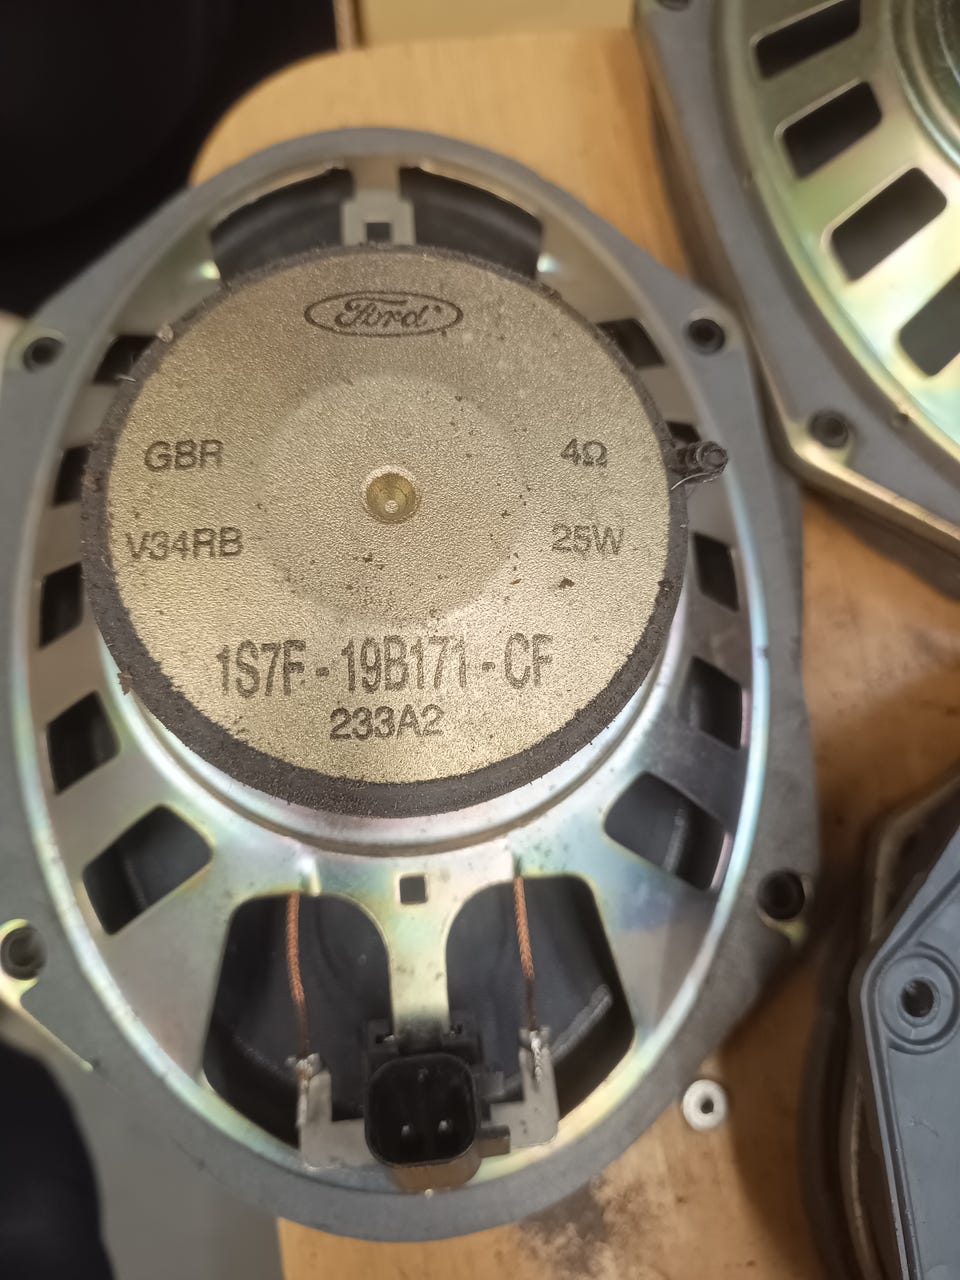 Ford
GBR 4Ω
V34RB 25W
1S7F-19B171-CF
233A2